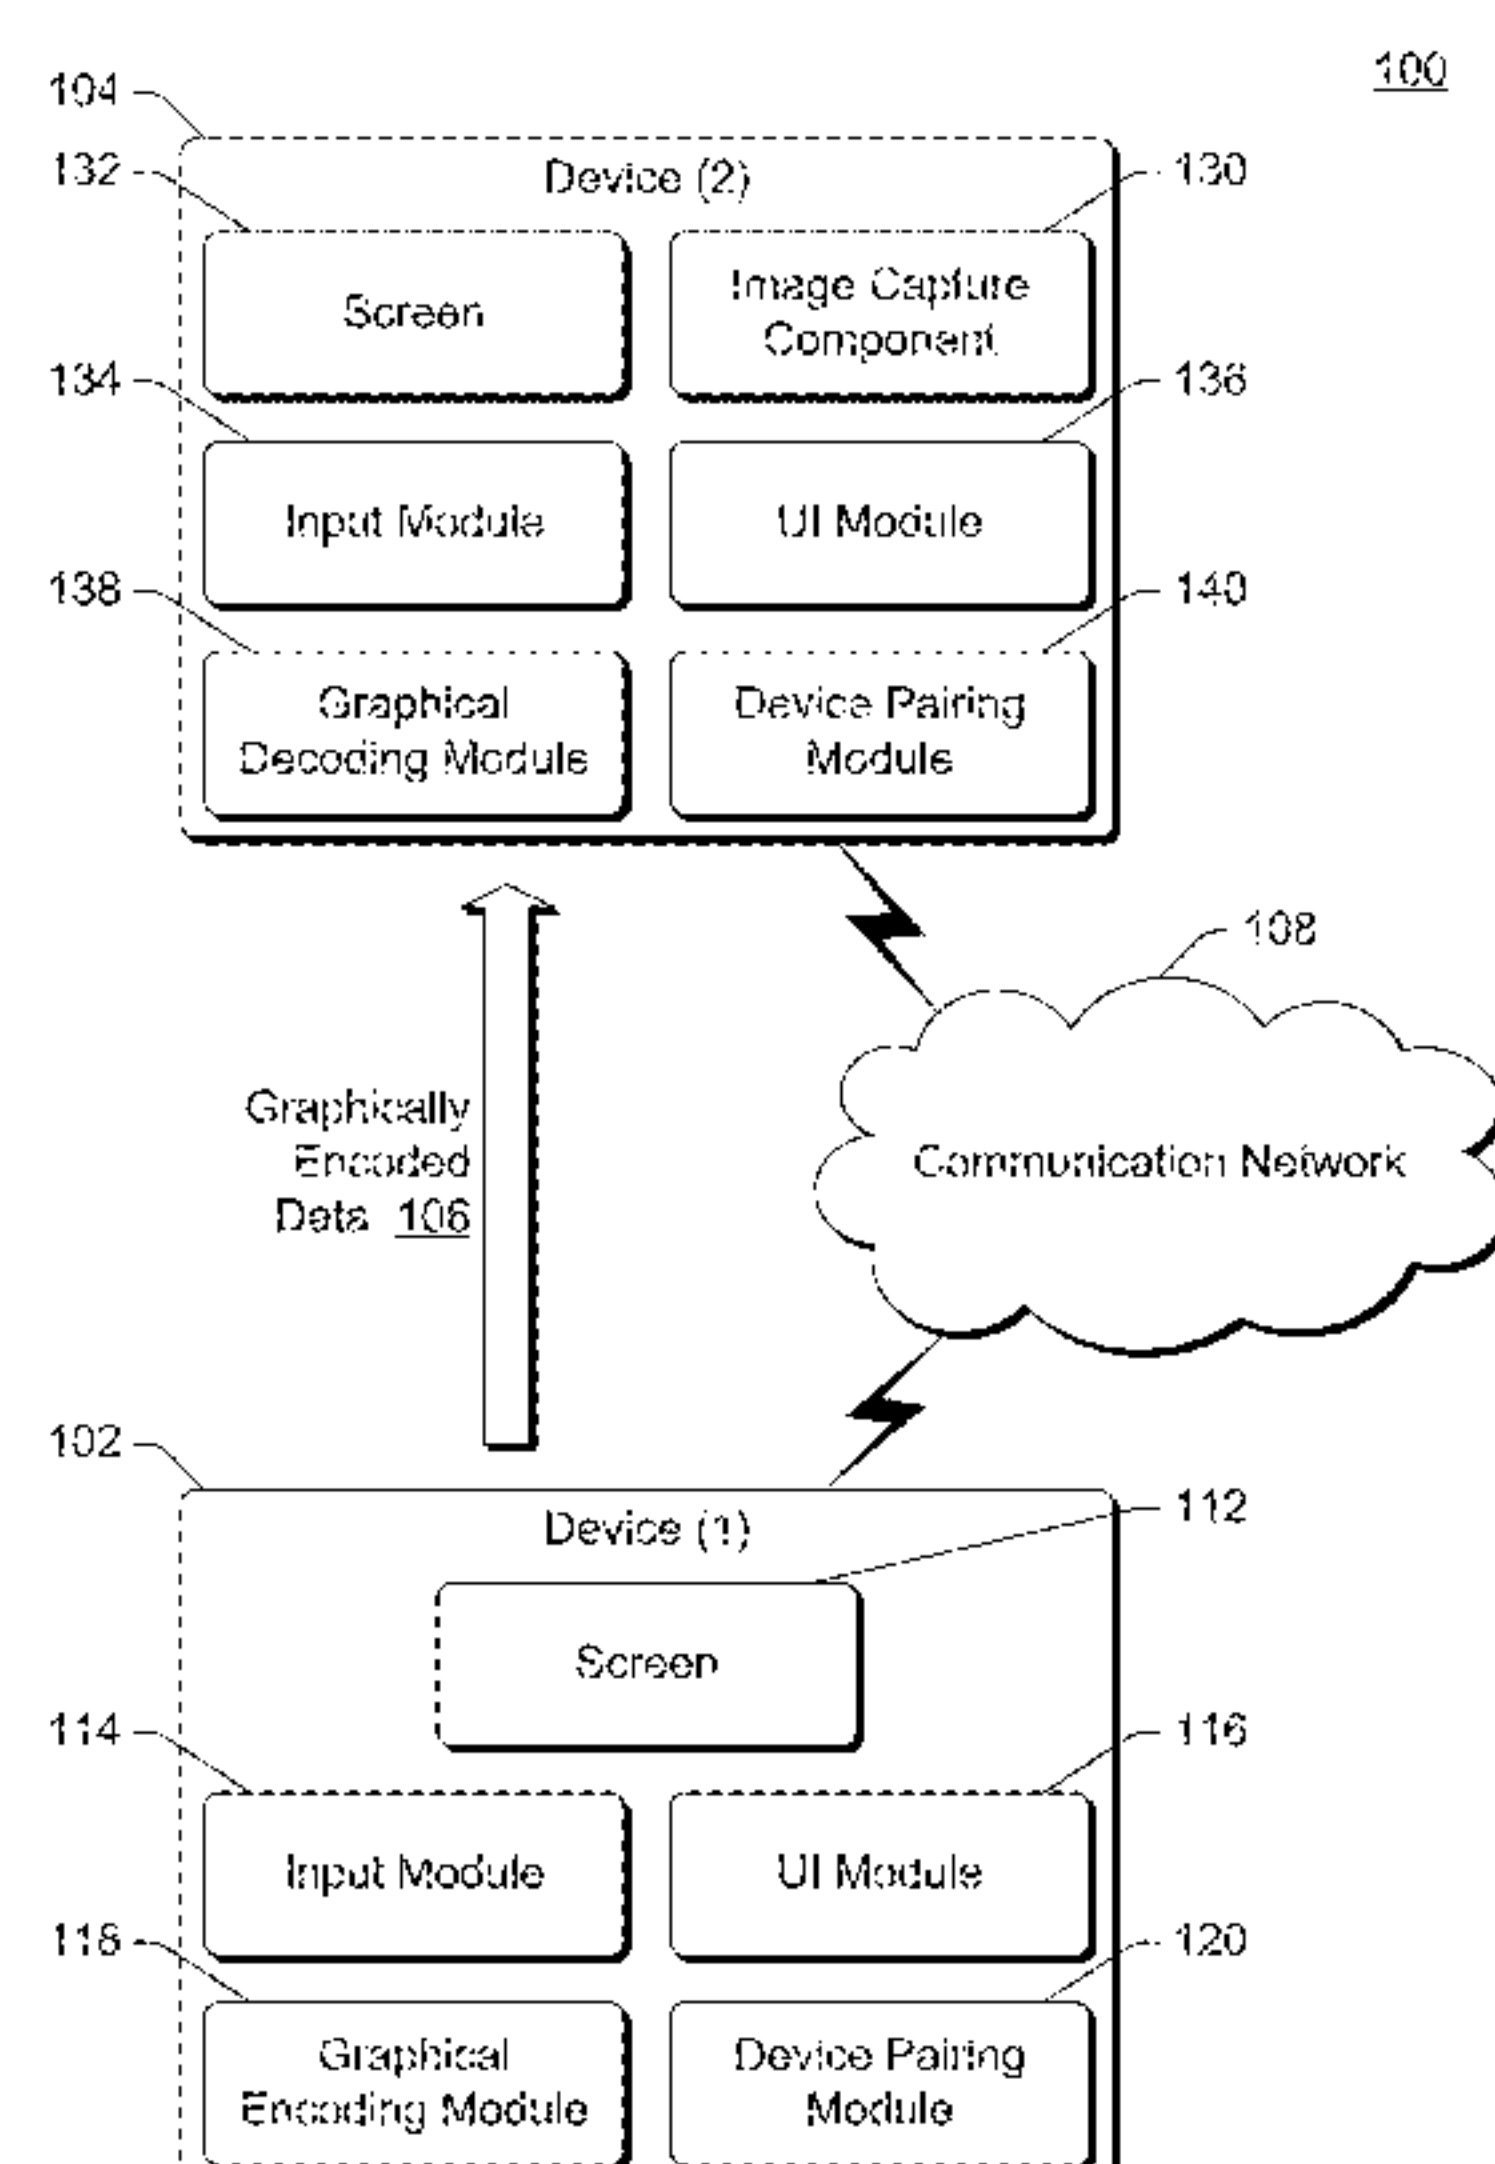 100
104
Device (2)
132
130
Screen
Image Capture
Component
134
136
Input Module
UI Module
138
140
Graphical
Decoding Module
Device Pairing
Module
108
Graphically
Encoded
Data 106
Communication Network
102
Device (1)
112
Screen
114
116
Input Module
UI Module
118
120
Graphical
Encoding Module
Device Pairing
Module